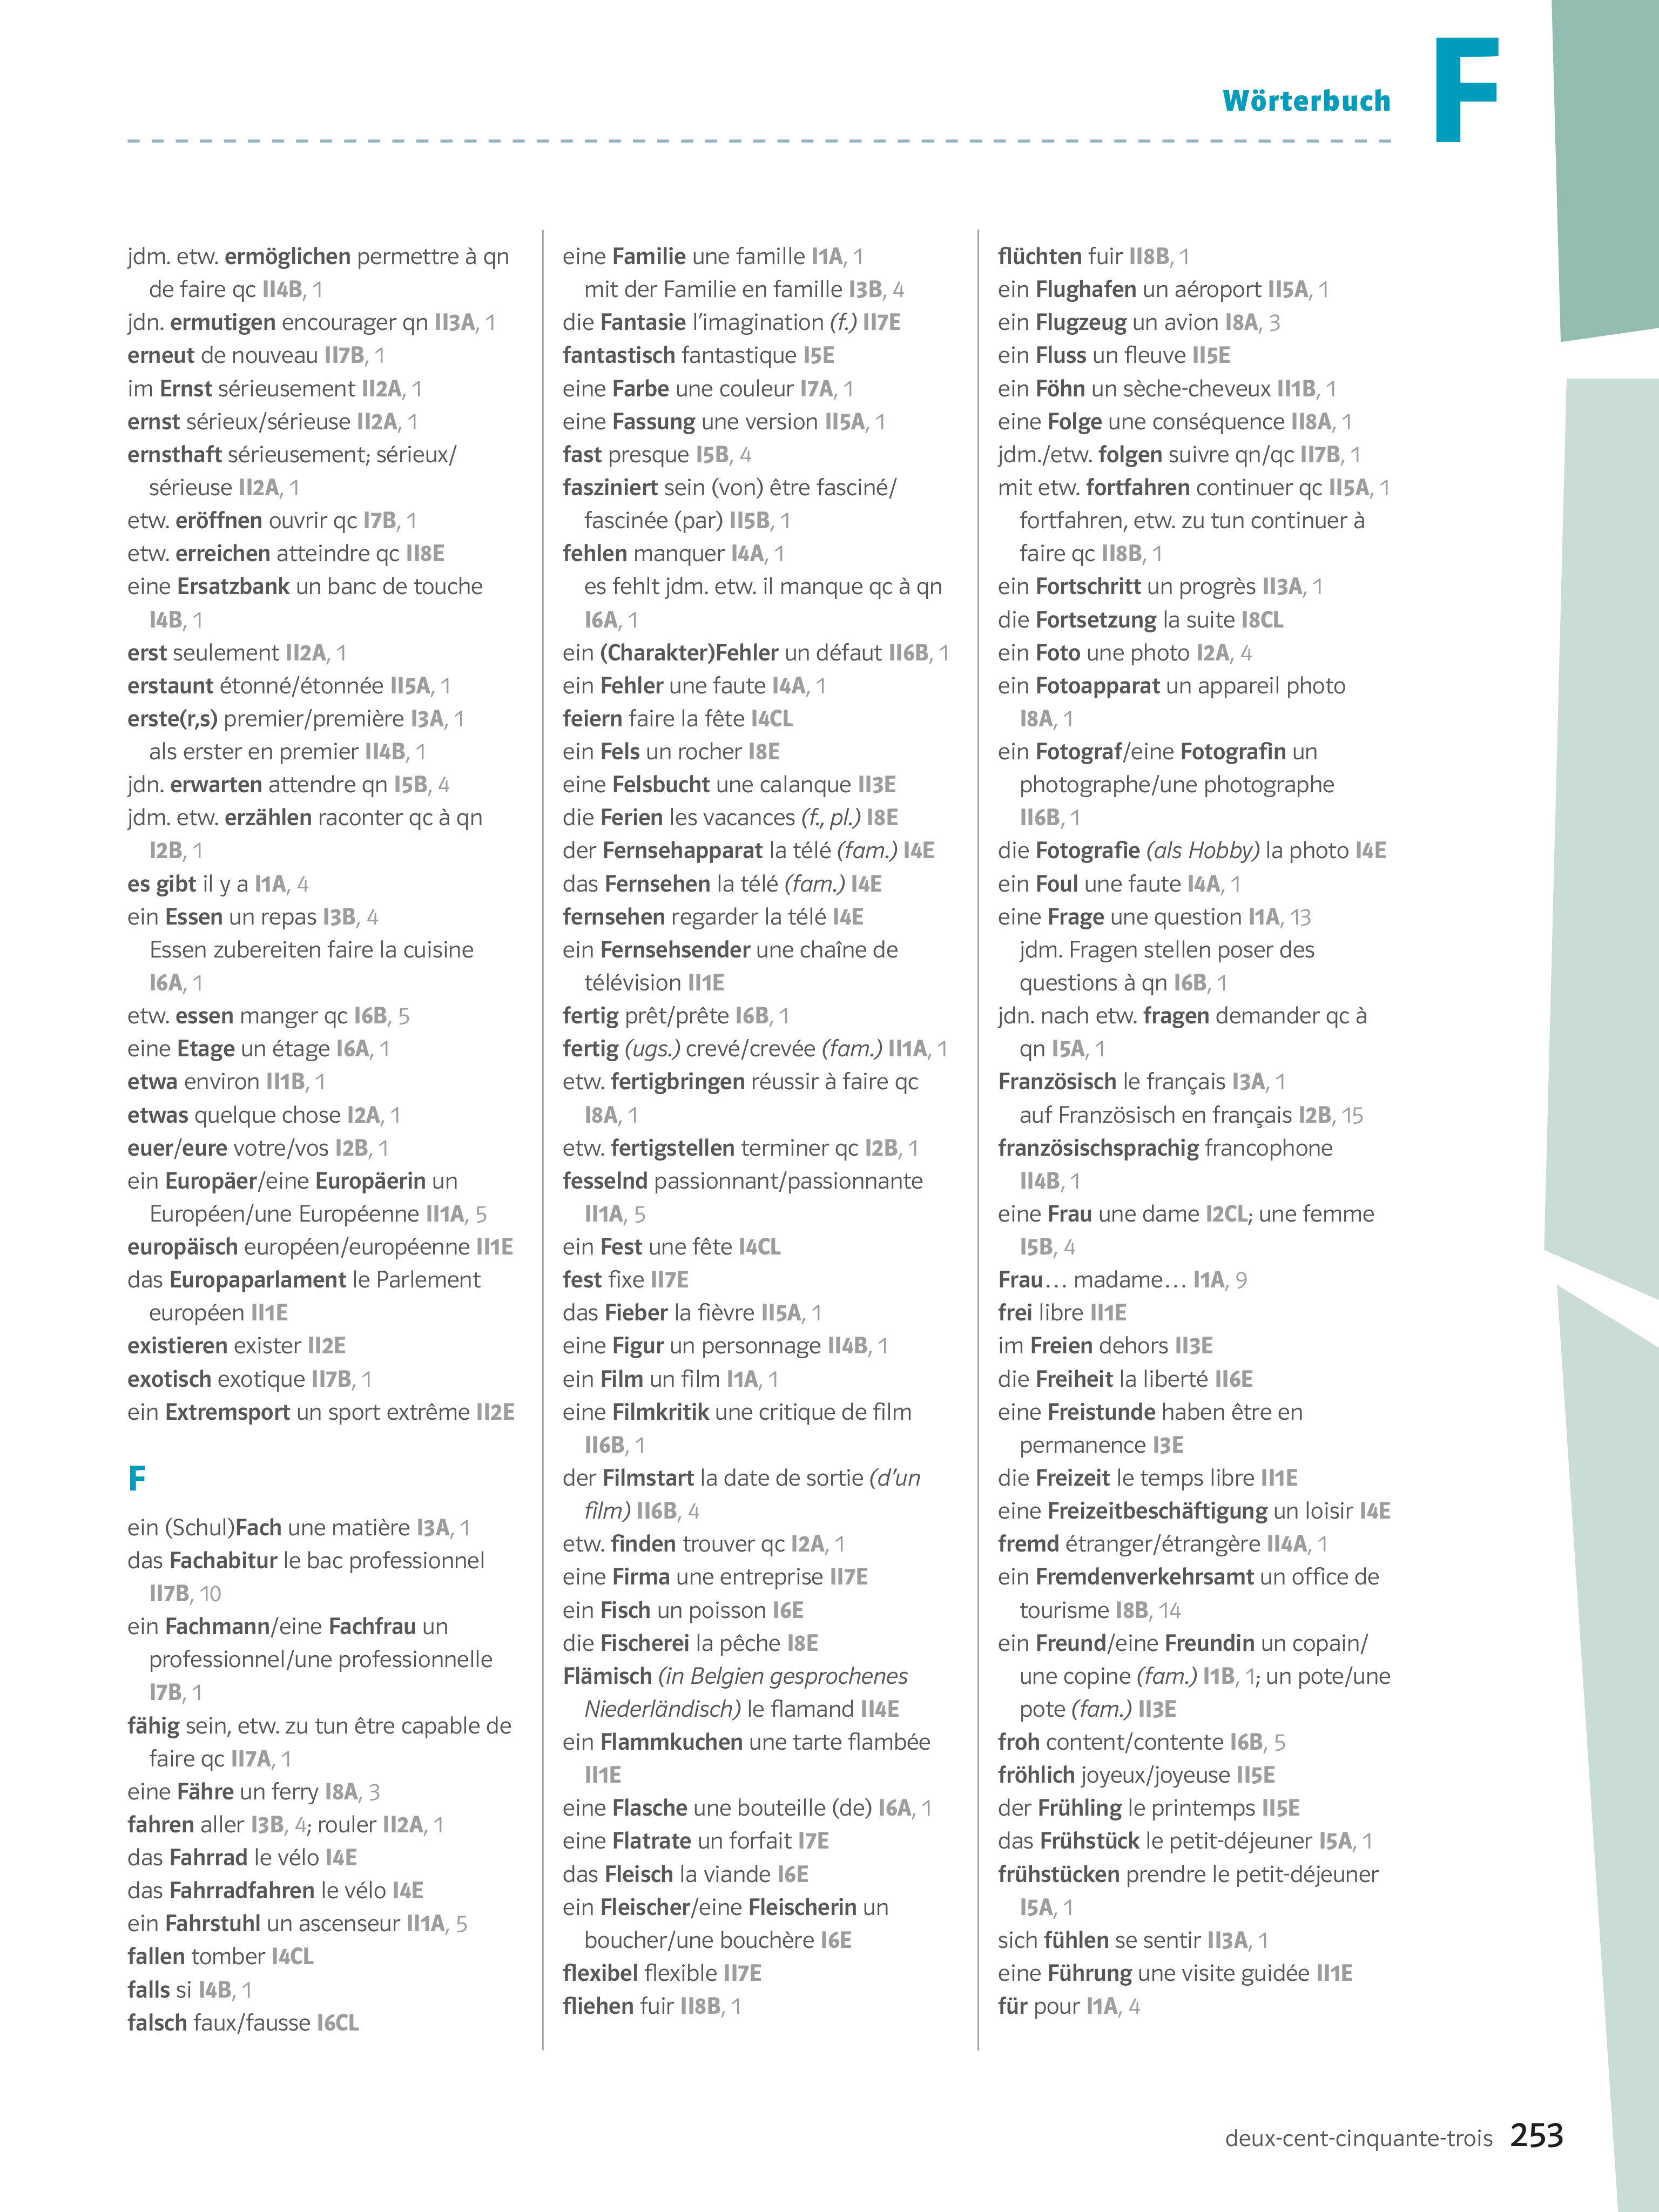 Wörterbuch F
jdm. etw. ermöglichen permettre à qn
de faire qc II4B, 1
jdn. ermutigen encourager qn II3A, 1
erneut de nouveau II7B, 1
im Ernst sérieusement II2A, 1
ernst sérieux/sérieuse II2A, 1
ernsthaft sérieusement; sérieux/
sérieuse II2A, 1
etw. eröffnen ouvrir qc I7B, 1
etw. erreichen atteindre qc II8E
eine Ersatzbank un banc de touche
I4B, 1
erst seulement II2A, 1
erstaunt étonné/étonnée II5A, 1
erste(r,s) premier/première I3A, 1
als erster en premier II4B, 1
jdn. erwarten attendre qn I5B, 4
jdm. etw. erzählen raconter qc à qn
I2B, 1
es gibt il y a I1A, 4
ein Essen un repas I3B, 4
Essen zubereiten faire la cuisine
I6A, 1
etw. essen manger qc I6B, 5
eine Etage un étage I6A, 1
etwa environ II1B, 1
etwas quelque chose I2A, 1
euer/eure votre/vos I2B, 1
ein Europäer/eine Europäerin un
Européen/une Européenne II1A, 5
europäisch européen/européenne II1E
das Europaparlament le Parlement
européen II1E
existieren exister II2E
exotisch exotique II7B, 1
ein Extremsport un sport extrême II2E
F
ein (Schul)Fach une matière I3A, 1
das Fachabitur le bac professionnel
II7B, 10
ein Fachmann/eine Fachfrau un
professionnel/une professionnelle
I7B, 1
fähig sein, etw. zu tun être capable de
faire qc II7A, 1
eine Fähre un ferry I8A, 3
fahren aller I3B, 4; rouler II2A, 1
das Fahrrad le vélo I4E
das Fahrradfahren le vélo I4E
ein Fahrstuhl un ascenseur II1A, 5
fallen tomber I4CL
falls si I4B, 1
falsch faux/fausse I6CL
eine Familie une famille I1A, 1
mit der Familie en famille I3B, 4
die Fantasie l'imagination (f.) II7E
fantastisch fantastique I5E
eine Farbe une couleur I7A, 1
eine Fassung une version II5A, 1
fast presque I5B, 4
fasziniert sein (von) être fasciné/
fascinée (par) II5B, 1
fehlen manquer I4A, 1
es fehlt jdm. etw. il manque qc à qn
I6A, 1
ein (Charakter)Fehler un défaut II6B, 1
ein Fehler une faute I4A, 1
feiern faire la fête I4CL
ein Fels un rocher I8E
eine Felsbucht une calanque II3E
die Ferien les vacances (f., pl.) I8E
der Fernsehapparat la télé (fam.) I4E
das Fernsehen la télé (fam.) I4E
fernsehen regarder la télé I4E
ein Fernsehsender une chaîne de
télévision II1E
fertig prêt/prête I6B, 1
fertig (ugs.) crevé/crevée (fam.) II1A, 1
etw. fertigbringen réussir à faire qc
I8A, 1
etw. fertigstellen terminer qc I2B, 1
fesselnd passionnant/passionnante
II1A, 5
ein Fest une fête I4CL
fest fixe II7E
das Fieber la fièvre II5A, 1
eine Figur un personnage II4B, 1
ein Film un film I1A, 1
eine Filmkritik une critique de film
II6B, 1
der Filmstart la date de sortie (d'un
film) II6B, 4
etw. finden trouver qc I2A, 1
eine Firma une entreprise II7E
ein Fisch un poisson I6E
die Fischerei la pêche I8E
Flämisch (in Belgien gesprochenes
Niederländisch) le flamand II4E
ein Flammkuchen une tarte flambée
II1E
eine Flasche une bouteille (de) I6A, 1
eine Flatrate un forfait I7E
das Fleisch la viande I6E
ein Fleischer/eine Fleischerin un
boucher/une bouchère I6E
flexibel flexible II7E
fliehen fuir II8B, 1
flüchten fuir II8B, 1
ein Flughafen un aéroport II5A, 1
ein Flugzeug un avion I8A, 3
ein Fluss un fleuve II5E
ein Föhn un sèche-cheveux II1B, 1
eine Folge une conséquence II8A, 1
jdm./etw. folgen suivre qn/qc II7B, 1
mit etw. fortfahren continuer qc II5A, 1
fortfahren, etw. zu tun continuer à
faire qc II8B, 1
ein Fortschritt un progrès II3A, 1
die Fortsetzung la suite I8CL
ein Foto une photo I2A, 4
ein Fotoapparat un appareil photo
I8A, 1
ein Fotograf/eine Fotografin un
photographe/une photographe
II6B, 1
die Fotografie (als Hobby) la photo I4E
ein Foul une faute I4A, 1
eine Frage une question I1A, 13
jdm. Fragen stellen poser des
questions à qn I6B, 1
jdn. nach etw. fragen demander qc à
qn I5A, 1
Französisch le français I3A, 1
auf Französisch en français I2B, 15
französischsprachig francophone
II4B, 1
eine Frau une dame I2CL; une femme
I5B, 4
Frau… madame… I1A, 9
frei libre II1E
im Freien dehors II3E
die Freiheit la liberté II6E
eine Freistunde haben être en
permanence I3E
die Freizeit le temps libre II1E
eine Freizeitbeschäftigung un loisir I4E
fremd étranger/étrangère II4A, 1
ein Fremdenverkehrsamt un office de
tourisme I8B, 14
ein Freund/eine Freundin un copain/
une copine (fam.) I1B, 1; un pote/une
pote (fam.) II3E
froh content/contente I6B, 5
fröhlich joyeux/joyeuse II5E
der Frühling le printemps II5E
das Frühstück le petit-déjeuner I5A, 1
frühstücken prendre le petit-déjeuner
I5A, 1
sich fühlen se sentir II3A, 1
eine Führung une visite guidée II1E
für pour I1A, 4
deux-cent-cinquante-trois 253